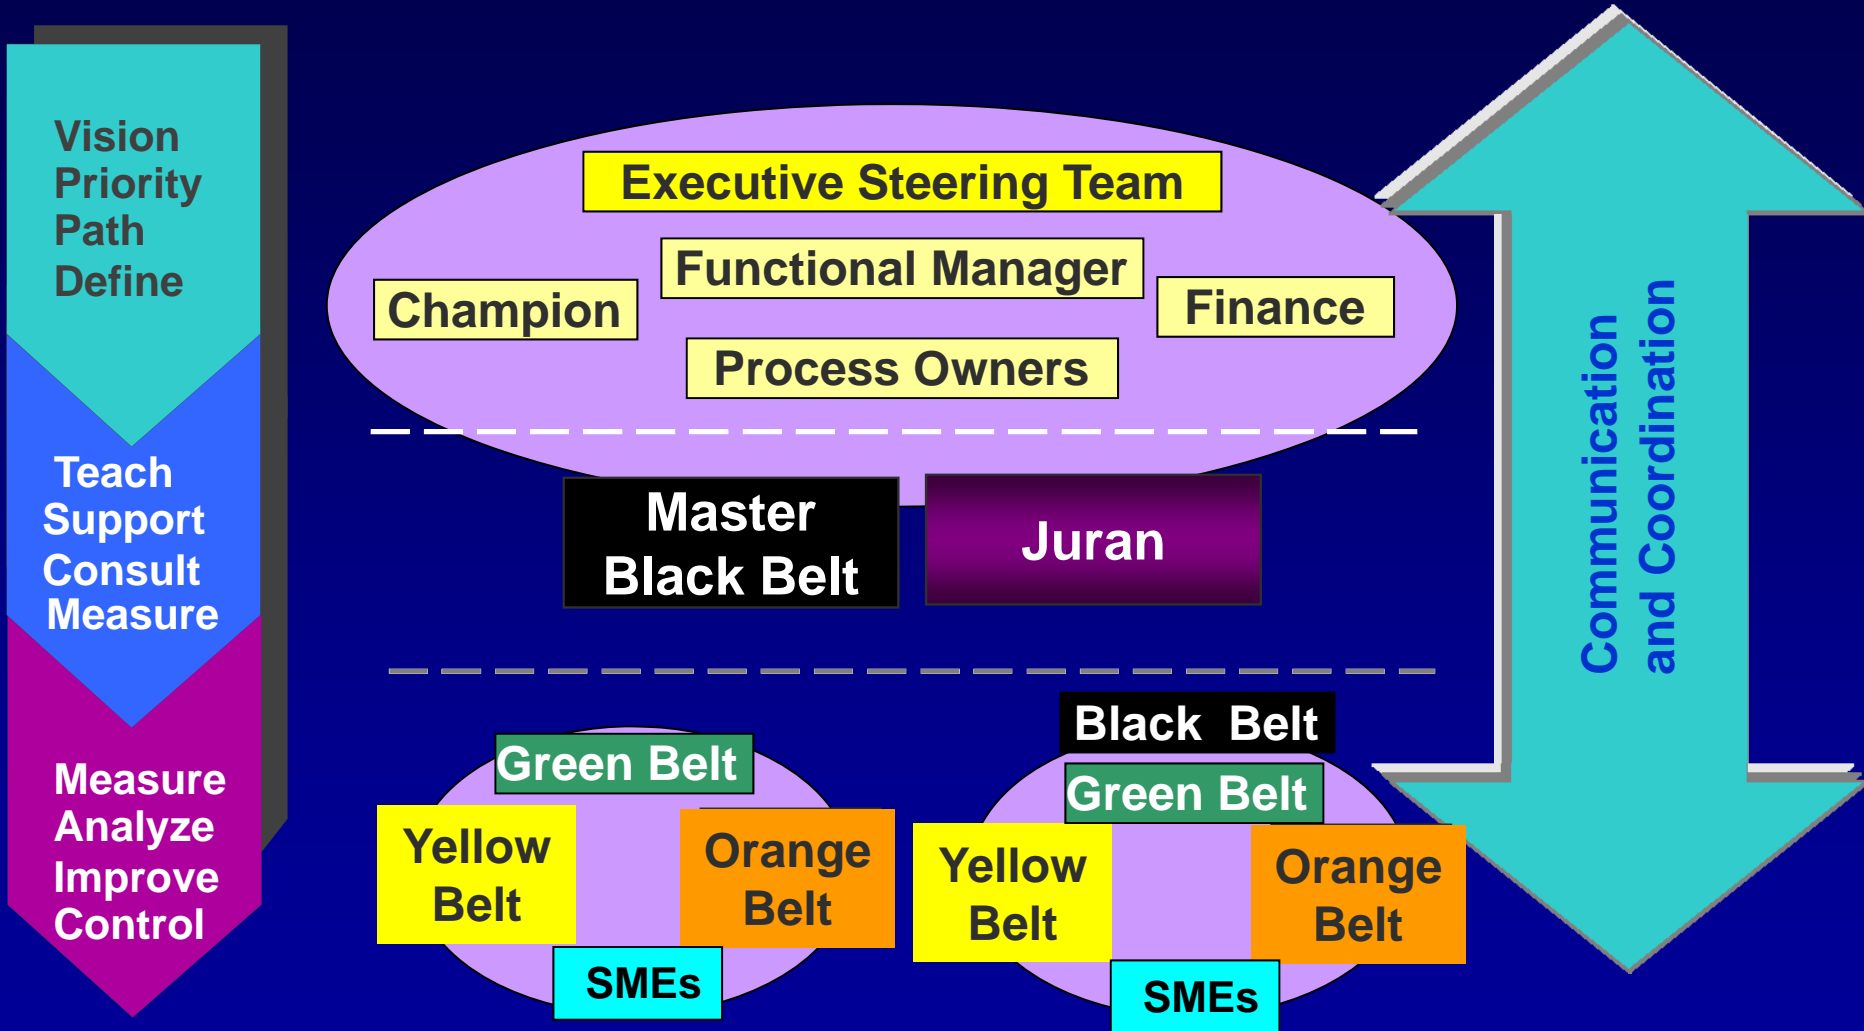 Vision
Priority
Path
Define
Teach
Support
Consult
Measure
Measure
Analyze
Improve
Control
Executive Steering Team
Functional Manager
Champion
Finance
Process Owners
Master
Black Belt
Juran
Green Belt
Yellow
Belt
Orange
Belt
SMEs
Black Belt
Green Belt
Yellow
Belt
Orange
Belt
SMEs
Communication
and Coordination